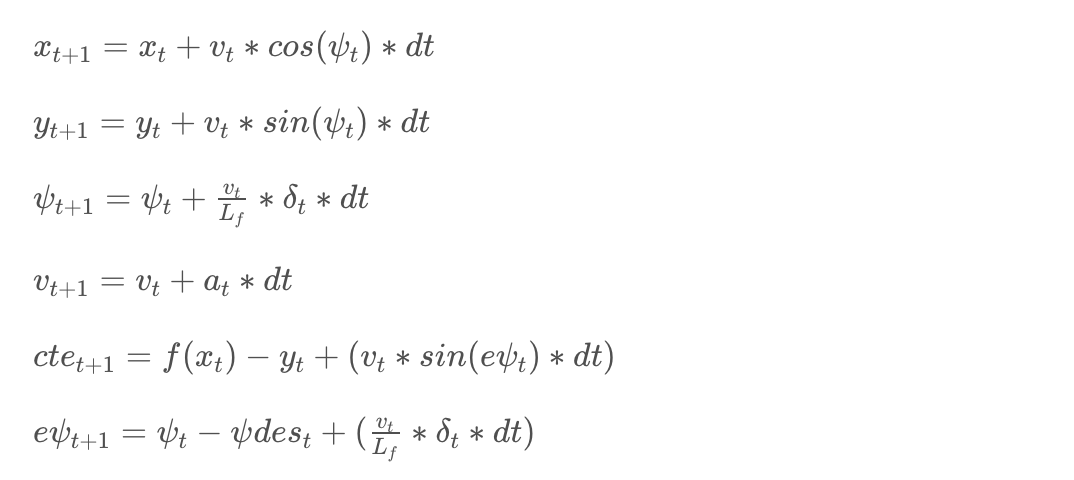 x_{t+1} = x_t + v_t * cos(ψ_t) * dt
y_{t+1} = y_t + v_t * sin(ψ_t) * dt
ψ_{t+1} = ψ_t + \frac{v_t}{L_f} * δ_t * dt
v_{t+1} = v_t + a_t * dt
cte_{t+1} = f(x_t) − y_t + (v_t * sin(eψ_t) * dt)
eψ_{t+1} = ψ_t − ψdes_t + (\frac{v_t}{L_f} * δ_t * dt)